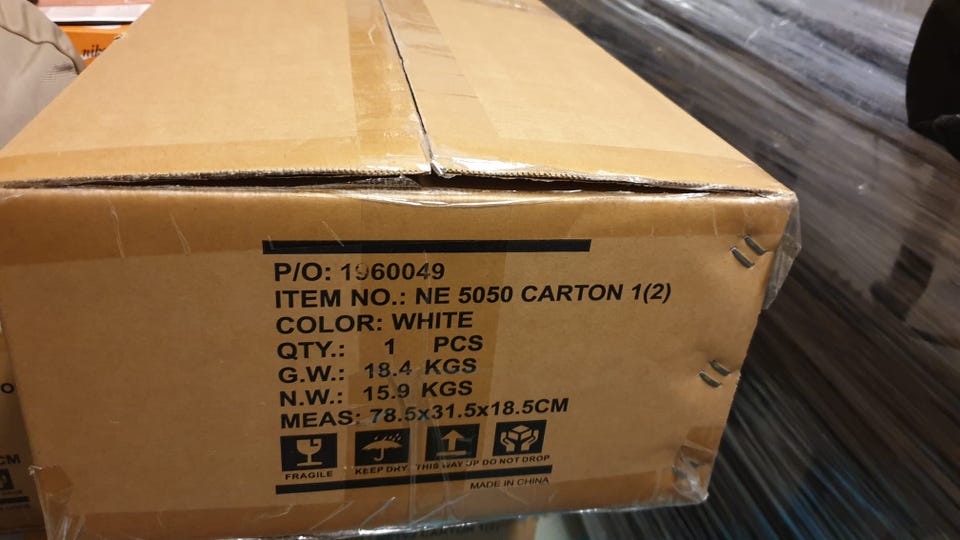 P/O: 1960049
ITEM NO.: NE 5050 CARTON 1(2)
COLOR: WHITE
QTY.: 1 PCS
G.W.: 18.4 KGS
N.W.: 15.9 KGS
MEAS: 78.5x31.5x18.5CM
FRAGILE KEEP DRY THIS WAY UP DO NOT DROP
MADE IN CHINA
CM